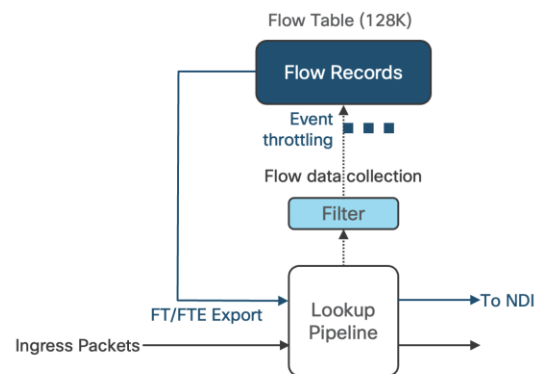 Flow Table (128K)
Flow Records
Event
throttling
Flow data collection
Filter
Lookup
Pipeline
FT/FTE Export
To NDI
Ingress Packets